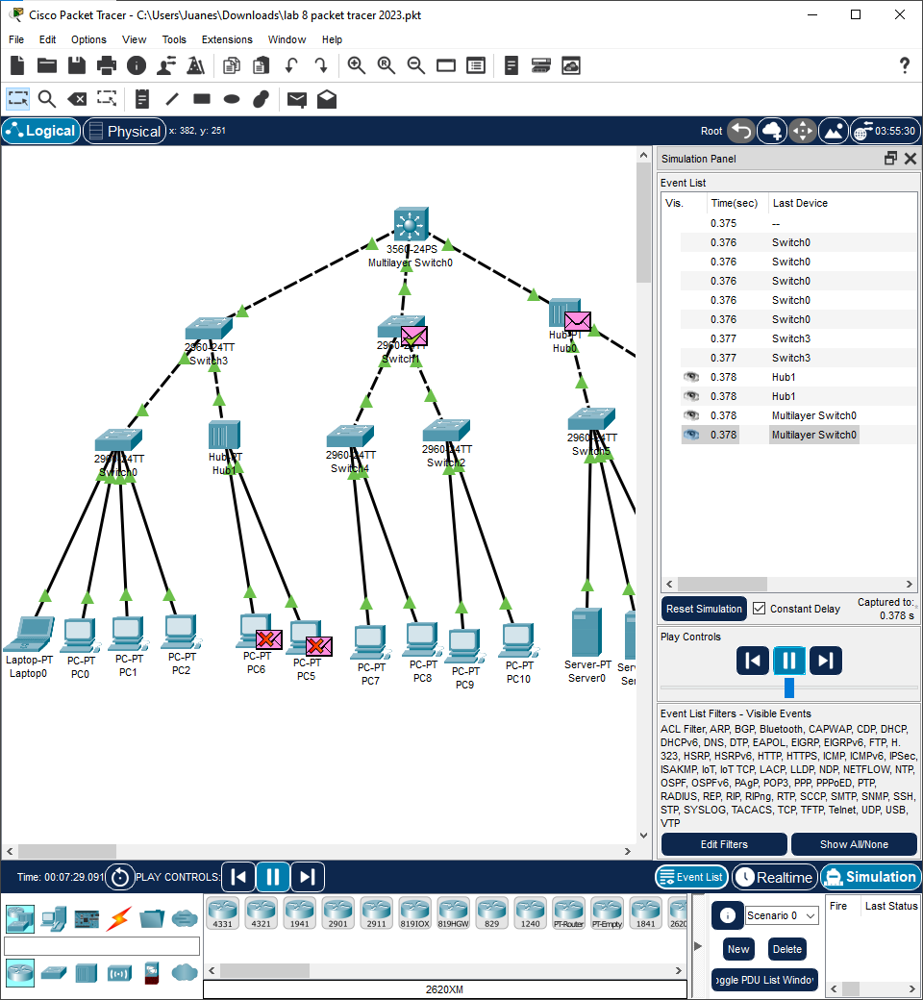 Cisco Packet Tracer - C:\Users\Juanes\Downloads\lab 8 packet tracer 2023.pkt
File Edit Options View Tools Extensions Window Help
Logical Physical x: 382, y: 251 Root 03:55:30
Simulation Panel
Event List
Vis. Time(sec) Last Device
0.375 --
0.376 Switch0
0.376 Switch0
0.376 Switch0
0.376 Switch0
0.376 Switch0
0.377 Switch3
0.377 Switch3
0.378 Hub1
0.378 Hub1
0.378 Multilayer Switch0
0.378 Multilayer Switch0
Reset Simulation Constant Delay Captured to:
0.378 s
Play Controls
Event List Filters - Visible Events
ACL Filter, ARP, BGP, Bluetooth, CAPWAP, CDP, DHCP,
DHCPv6, DNS, DTP, EAPOL, EIGRP, EIGRPv6, FTP, H.
323, HSRP, HSRPv6, HTTP, HTTPS, ICMP, ICMPv6, IPSec,
ISAKMP, IoT, IoT TCP, LACP, LLDP, NDP, NETFLOW, NTP,
OSPF, OSPFv6, PAgP, POP3, PPP, PPPoED, PTP,
RADIUS, REP, RIP, RIPng, RTP, SCCP, SMTP, SNMP, SSH,
STP, SYSLOG, TACACS, TCP, TFTP, Telnet, UDP, USB,
VTP
Edit Filters Show All/None
3560-24PS
Multilayer Switch0
2960-24TT
Switch3
2960-24TT
Switch1
Hub-PT
Hub0
2960-24TT
Switch0
Hub-PT
Hub1
2960-24TT
Switch4
2960-24TT
Switch2
2960-24TT
Switch5
Laptop-PT
Laptop0
PC-PT
PC0
PC-PT
PC1
PC-PT
PC2
PC-PT
PC6
PC-PT
PC5
PC-PT
PC7
PC-PT
PC8
PC-PT
PC9
PC-PT
PC10
Server-PT
Server0
Serv
Ser
Time: 00:07:29.091 PLAY CONTROLS: Event List Realtime Simulation
4331 4321 1941 2901 2911 819IOX 819HGW 829 1240 PT-Router PT-Empty 1841 2620
2620XM
Scenario 0
New Delete
oggle PDU List Windo
Fire Last Status